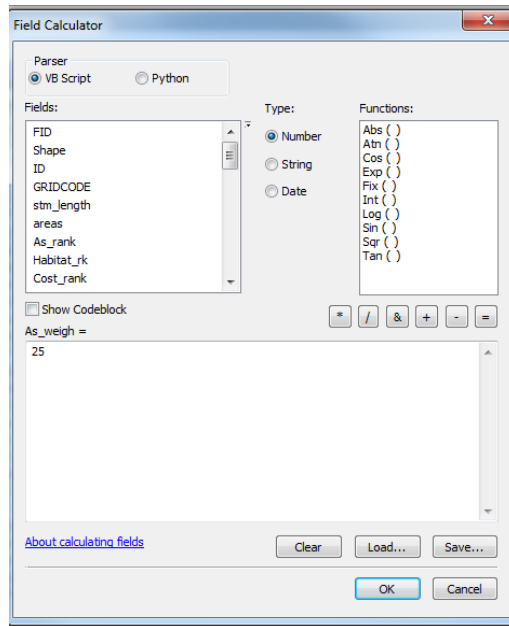 Field Calculator
Parser
VB Script Python
Fields: Type: Functions:
FID
Shape
ID
GRIDCODE
stm_length
areas
As_rank
Habitat_rk
Cost_rank
Number
String
Date
Abs ( )
Atn ( )
Cos ( )
Exp ( )
Fix ( )
Int ( )
Log ( )
Sin ( )
Sqr ( )
Tan ( )
Show Codeblock
* / & + - =
As_weigh =
25
About calculating fields
Clear Load... Save...
OK Cancel